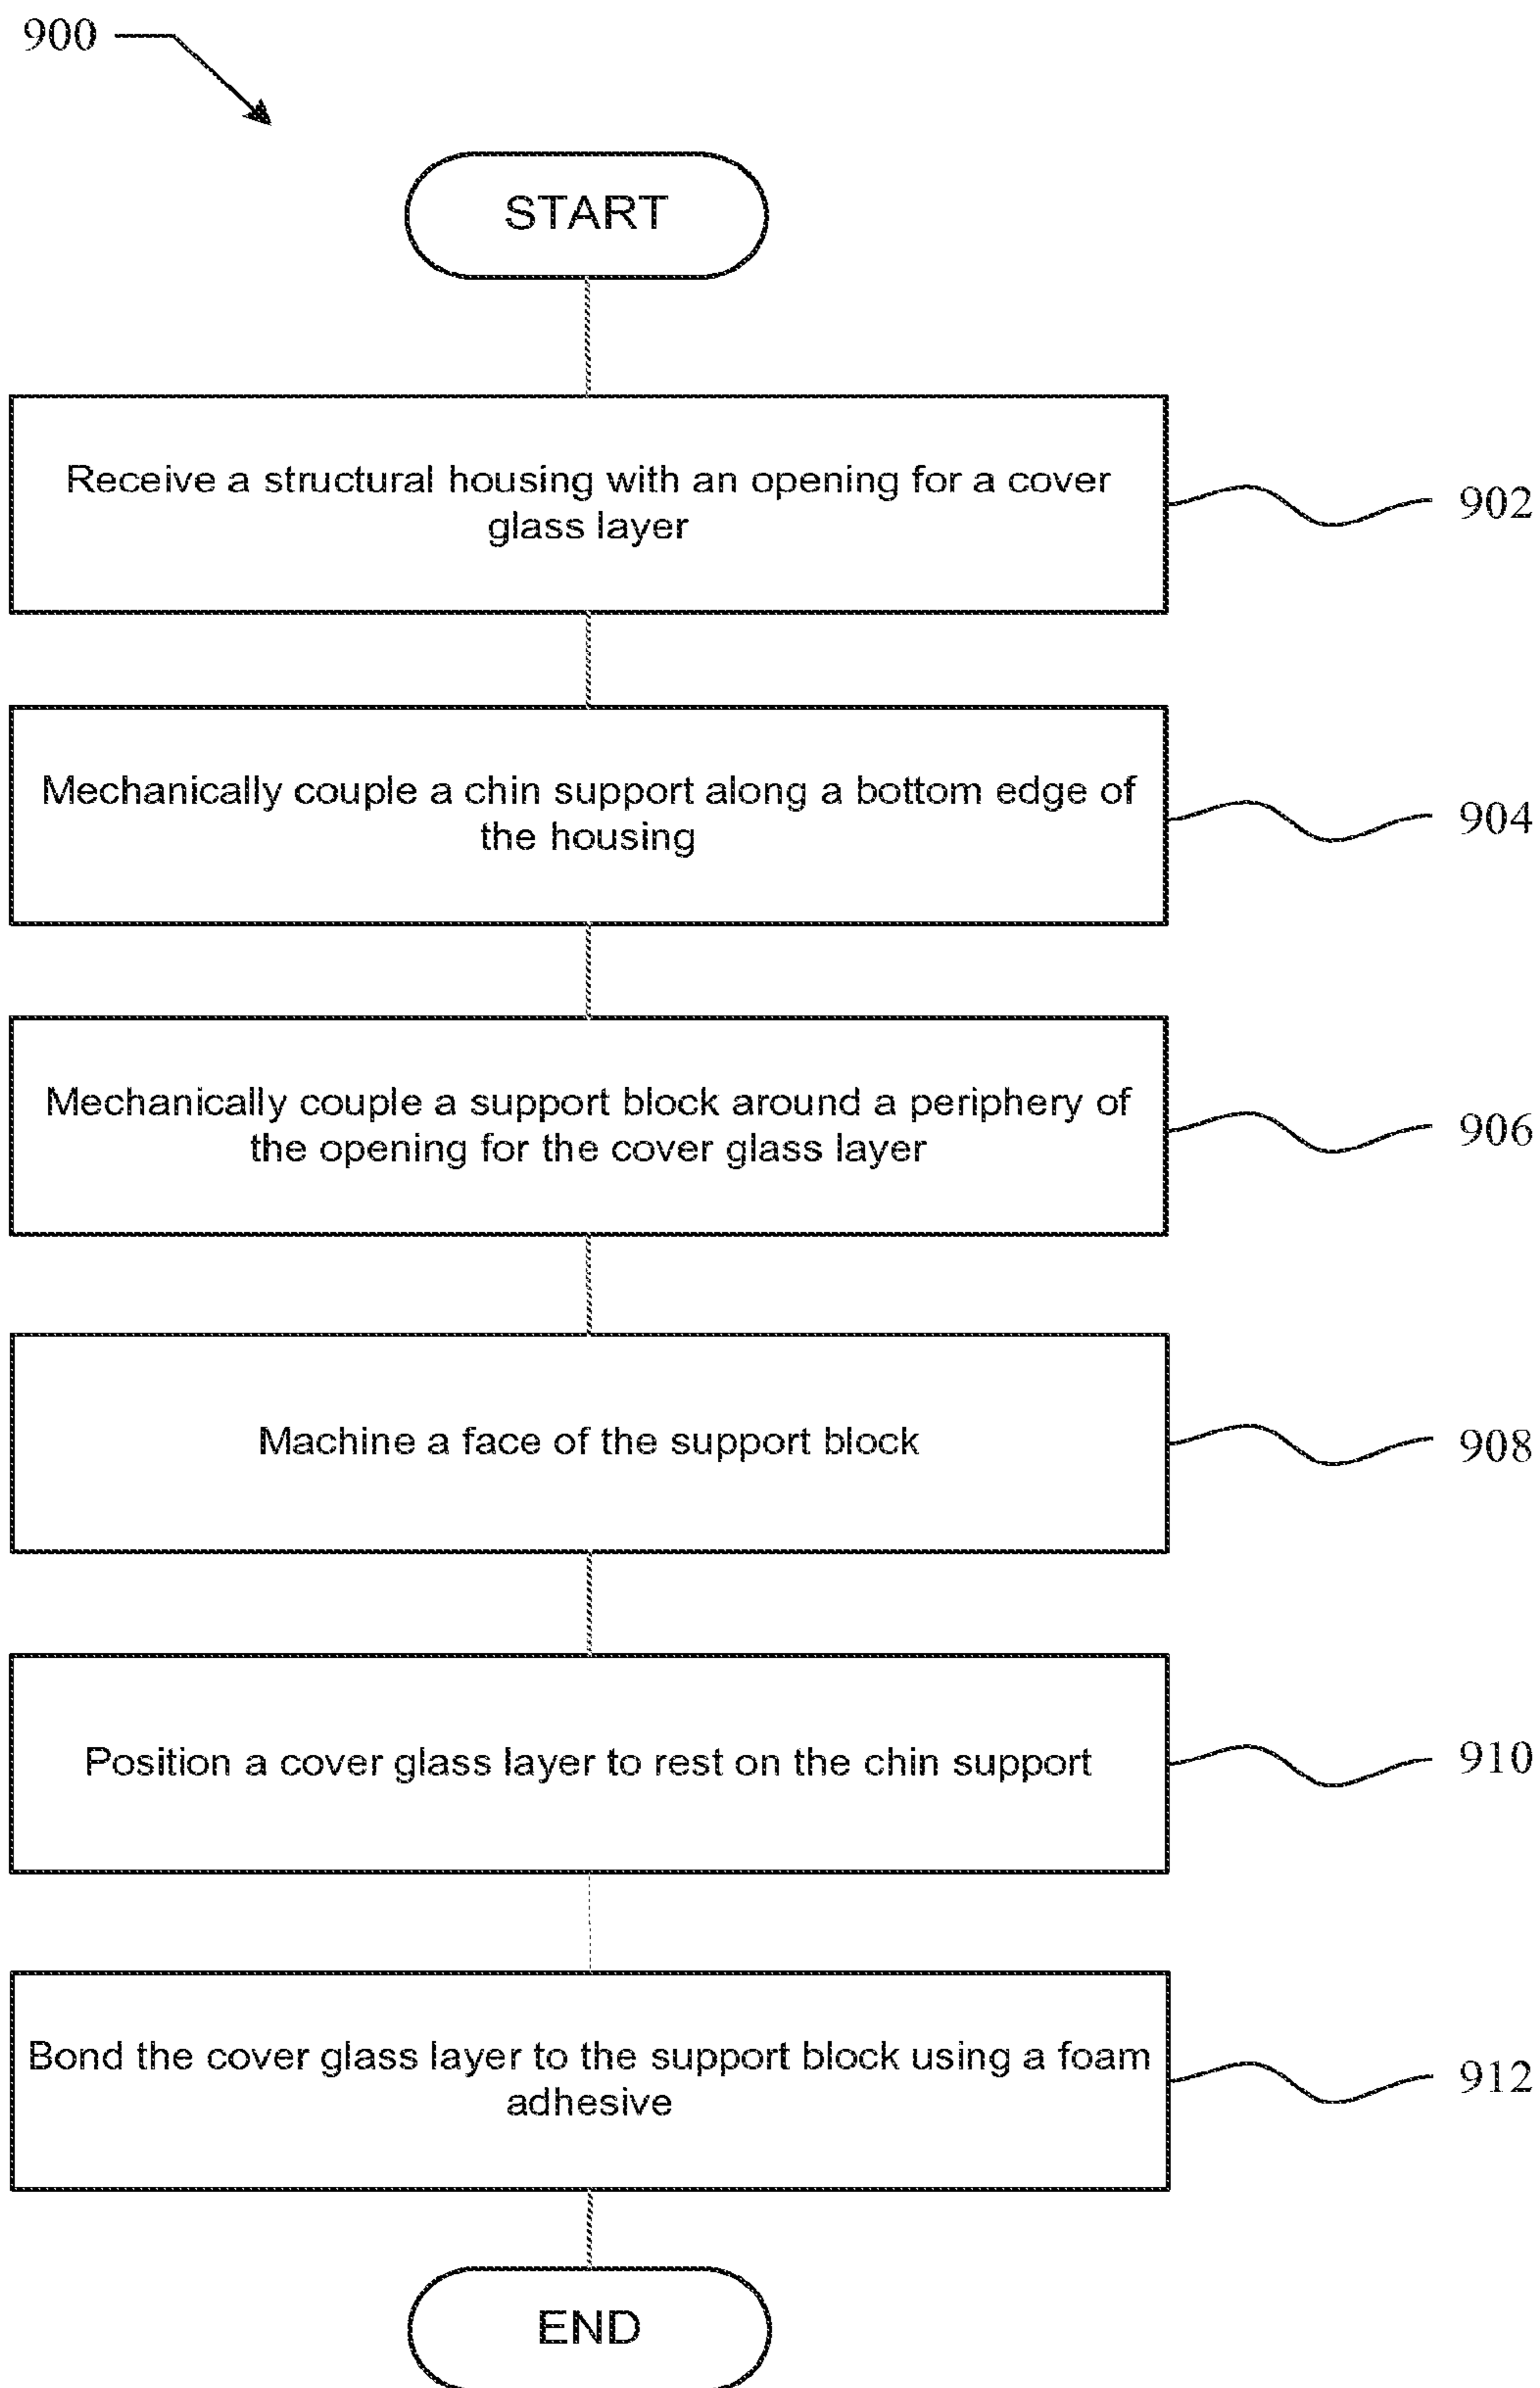 900
START
Receive a structural housing with an opening for a cover
glass layer
902
Mechanically couple a chin support along a bottom edge of
the housing
904
Mechanically couple a support block around a periphery of
the opening for the cover glass layer
906
Machine a face of the support block
908
Position a cover glass layer to rest on the chin support
910
Bond the cover glass layer to the support block using a foam
adhesive
912
END